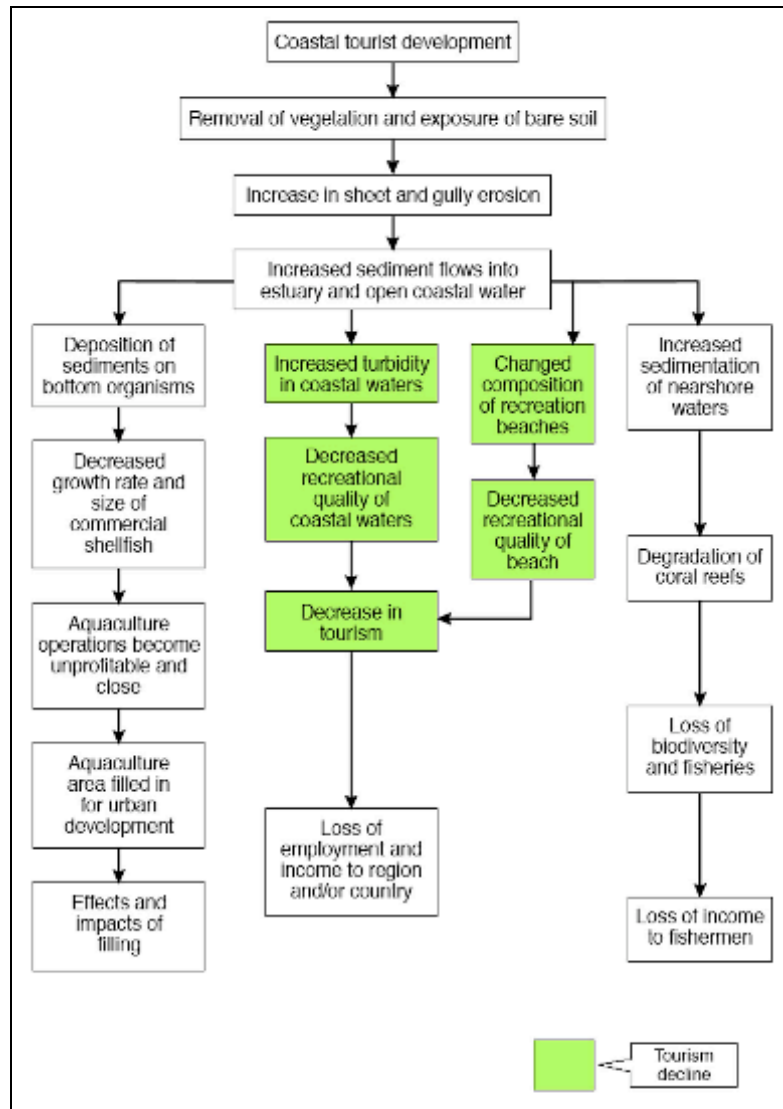 Coastal tourist development
Removal of vegetation and exposure of bare soil
Increase in sheet and gully erosion
Increased sediment flows into
estuary and open coastal water
Deposition of
sediments on
bottom organisms
Decreased
growth rate and
size of
commercial
shellfish
Aquaculture
operations become
unprofitable and
close
Aquaculture
area filled in
for urban
development
Effects and
impacts of
filling
Increased turbidity
in coastal waters
Decreased
recreational
quality of
coastal waters
Decrease in
tourism
Loss of
employment and
income to region
and/or country
Changed
composition
of recreation
beaches
Decreased
recreational
quality of
beach
Increased
sedimentation
of nearshore
waters
Degradation of
coral reefs
Loss of
biodiversity
and fisheries
Loss of income
to fishermen
Tourism
decline